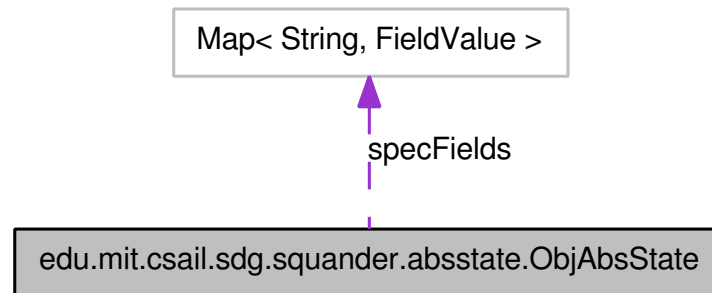 Map< String, FieldValue >
specFields
edu.mit.csail.sdg.squander.absstate.ObjAbsState